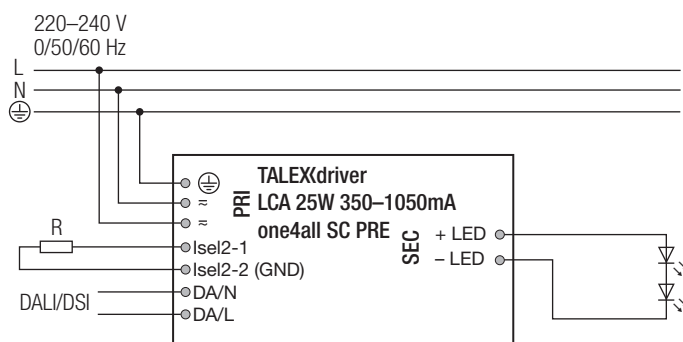 220–240 V
0/50/60 Hz
L
N
TALEXXdriver
PRI
LCA 25W 350–1050mA
one4all SC PRE
SEC
+ LED
– LED
≂
≂
R
Isel2-1
Isel2-2 (GND)
DALI/DSI
DA/N
DA/L